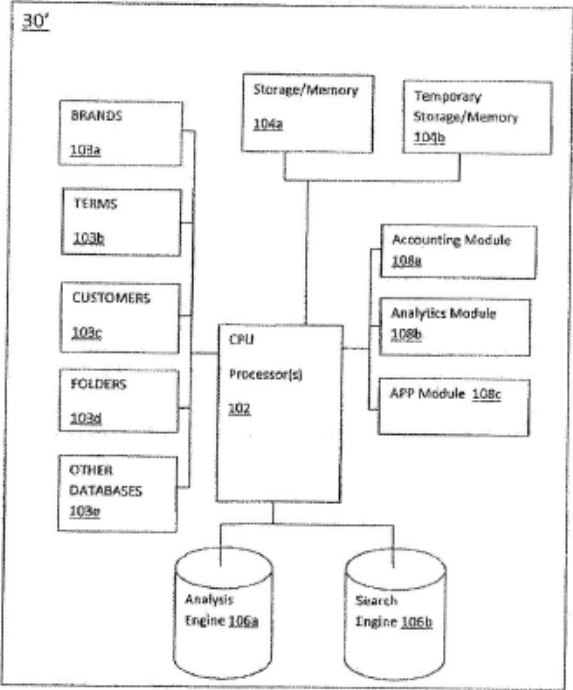 30'
BRANDS
103a
TERMS
103b
CUSTOMERS
103c
FOLDERS
103d
OTHER
DATABASES
103e
Storage/Memory
104a
Temporary
Storage/Memory
104b
Accounting Module
108a
Analytics Module
108b
APP Module 108c
CPU
Processor(s)
102
Analysis
Engine 106a
Search
Engine 106b